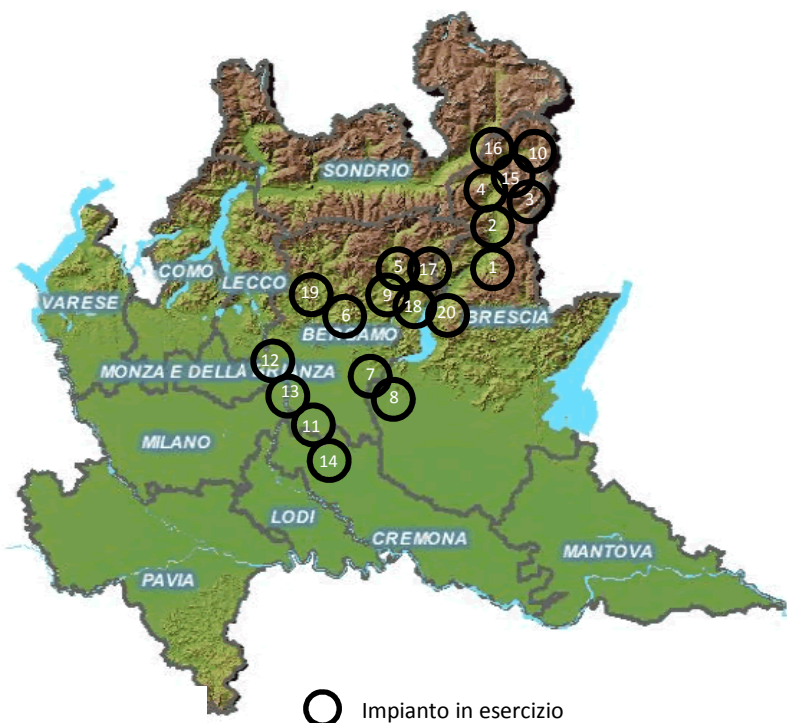 16
10
15
SONDRIO
4
3
2
COMO
LECCO
5
17
1
VARESE
19
9
18
6
20
BRESCIA
BERGAMO
12
MONZA E DELLA BRIANZA
7
13
8
11
MILANO
14
LODI
CREMONA
MANTOVA
PAVIA
Impianto in esercizio